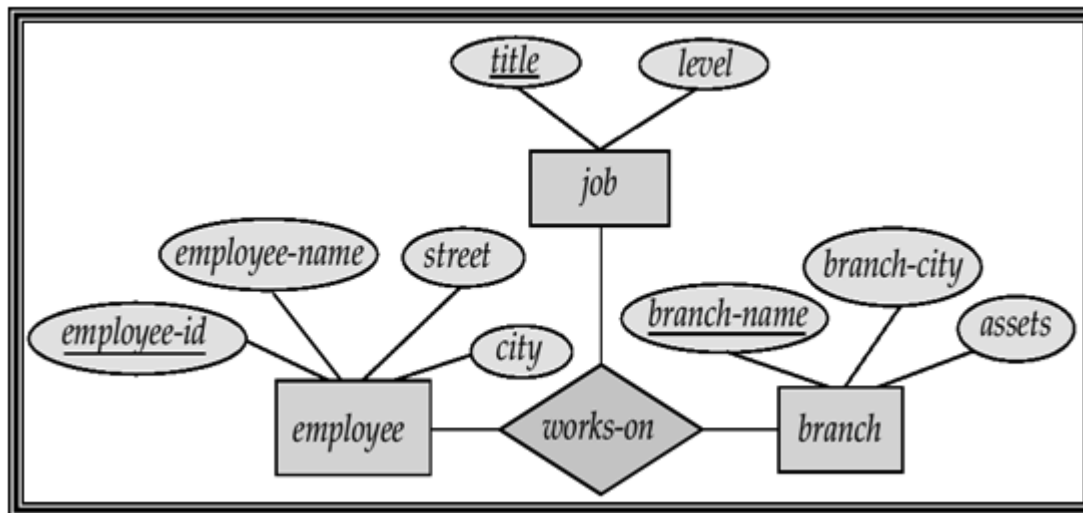 title
level
job
employee-name
street
branch-city
employee-id
branch-name
assets
city
employee
works-on
branch